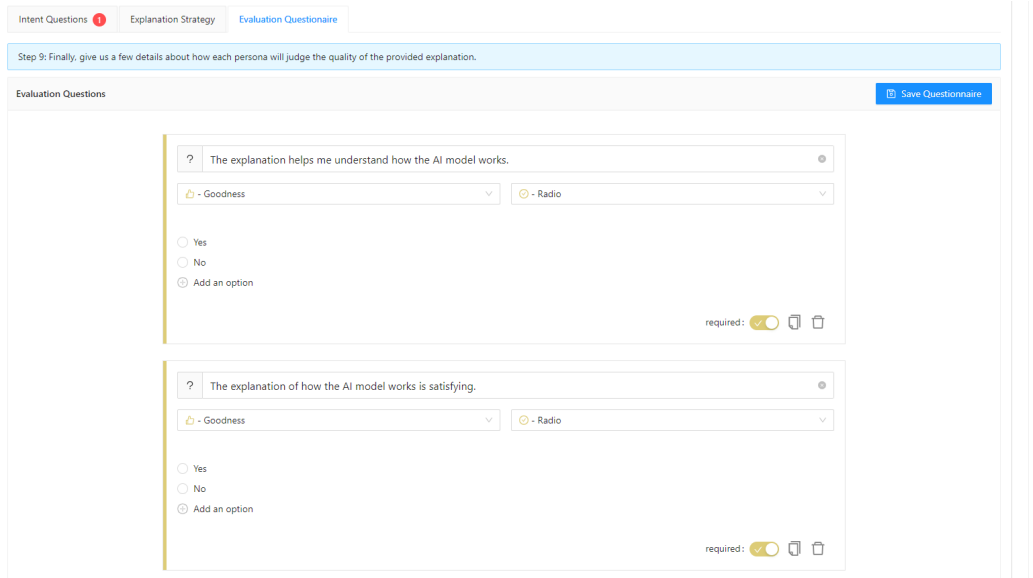 Intent Questions 1 Explanation Strategy Evaluation Questionaire
Step 9: Finally, give us a few details about how each persona will judge the quality of the provided explanation.
Evaluation Questions Save Questionnaire
? The explanation helps me understand how the AI model works.
- Goodness - Radio
Yes
No
Add an option
required:
? The explanation of how the AI model works is satisfying.
- Goodness - Radio
Yes
No
Add an option
required: